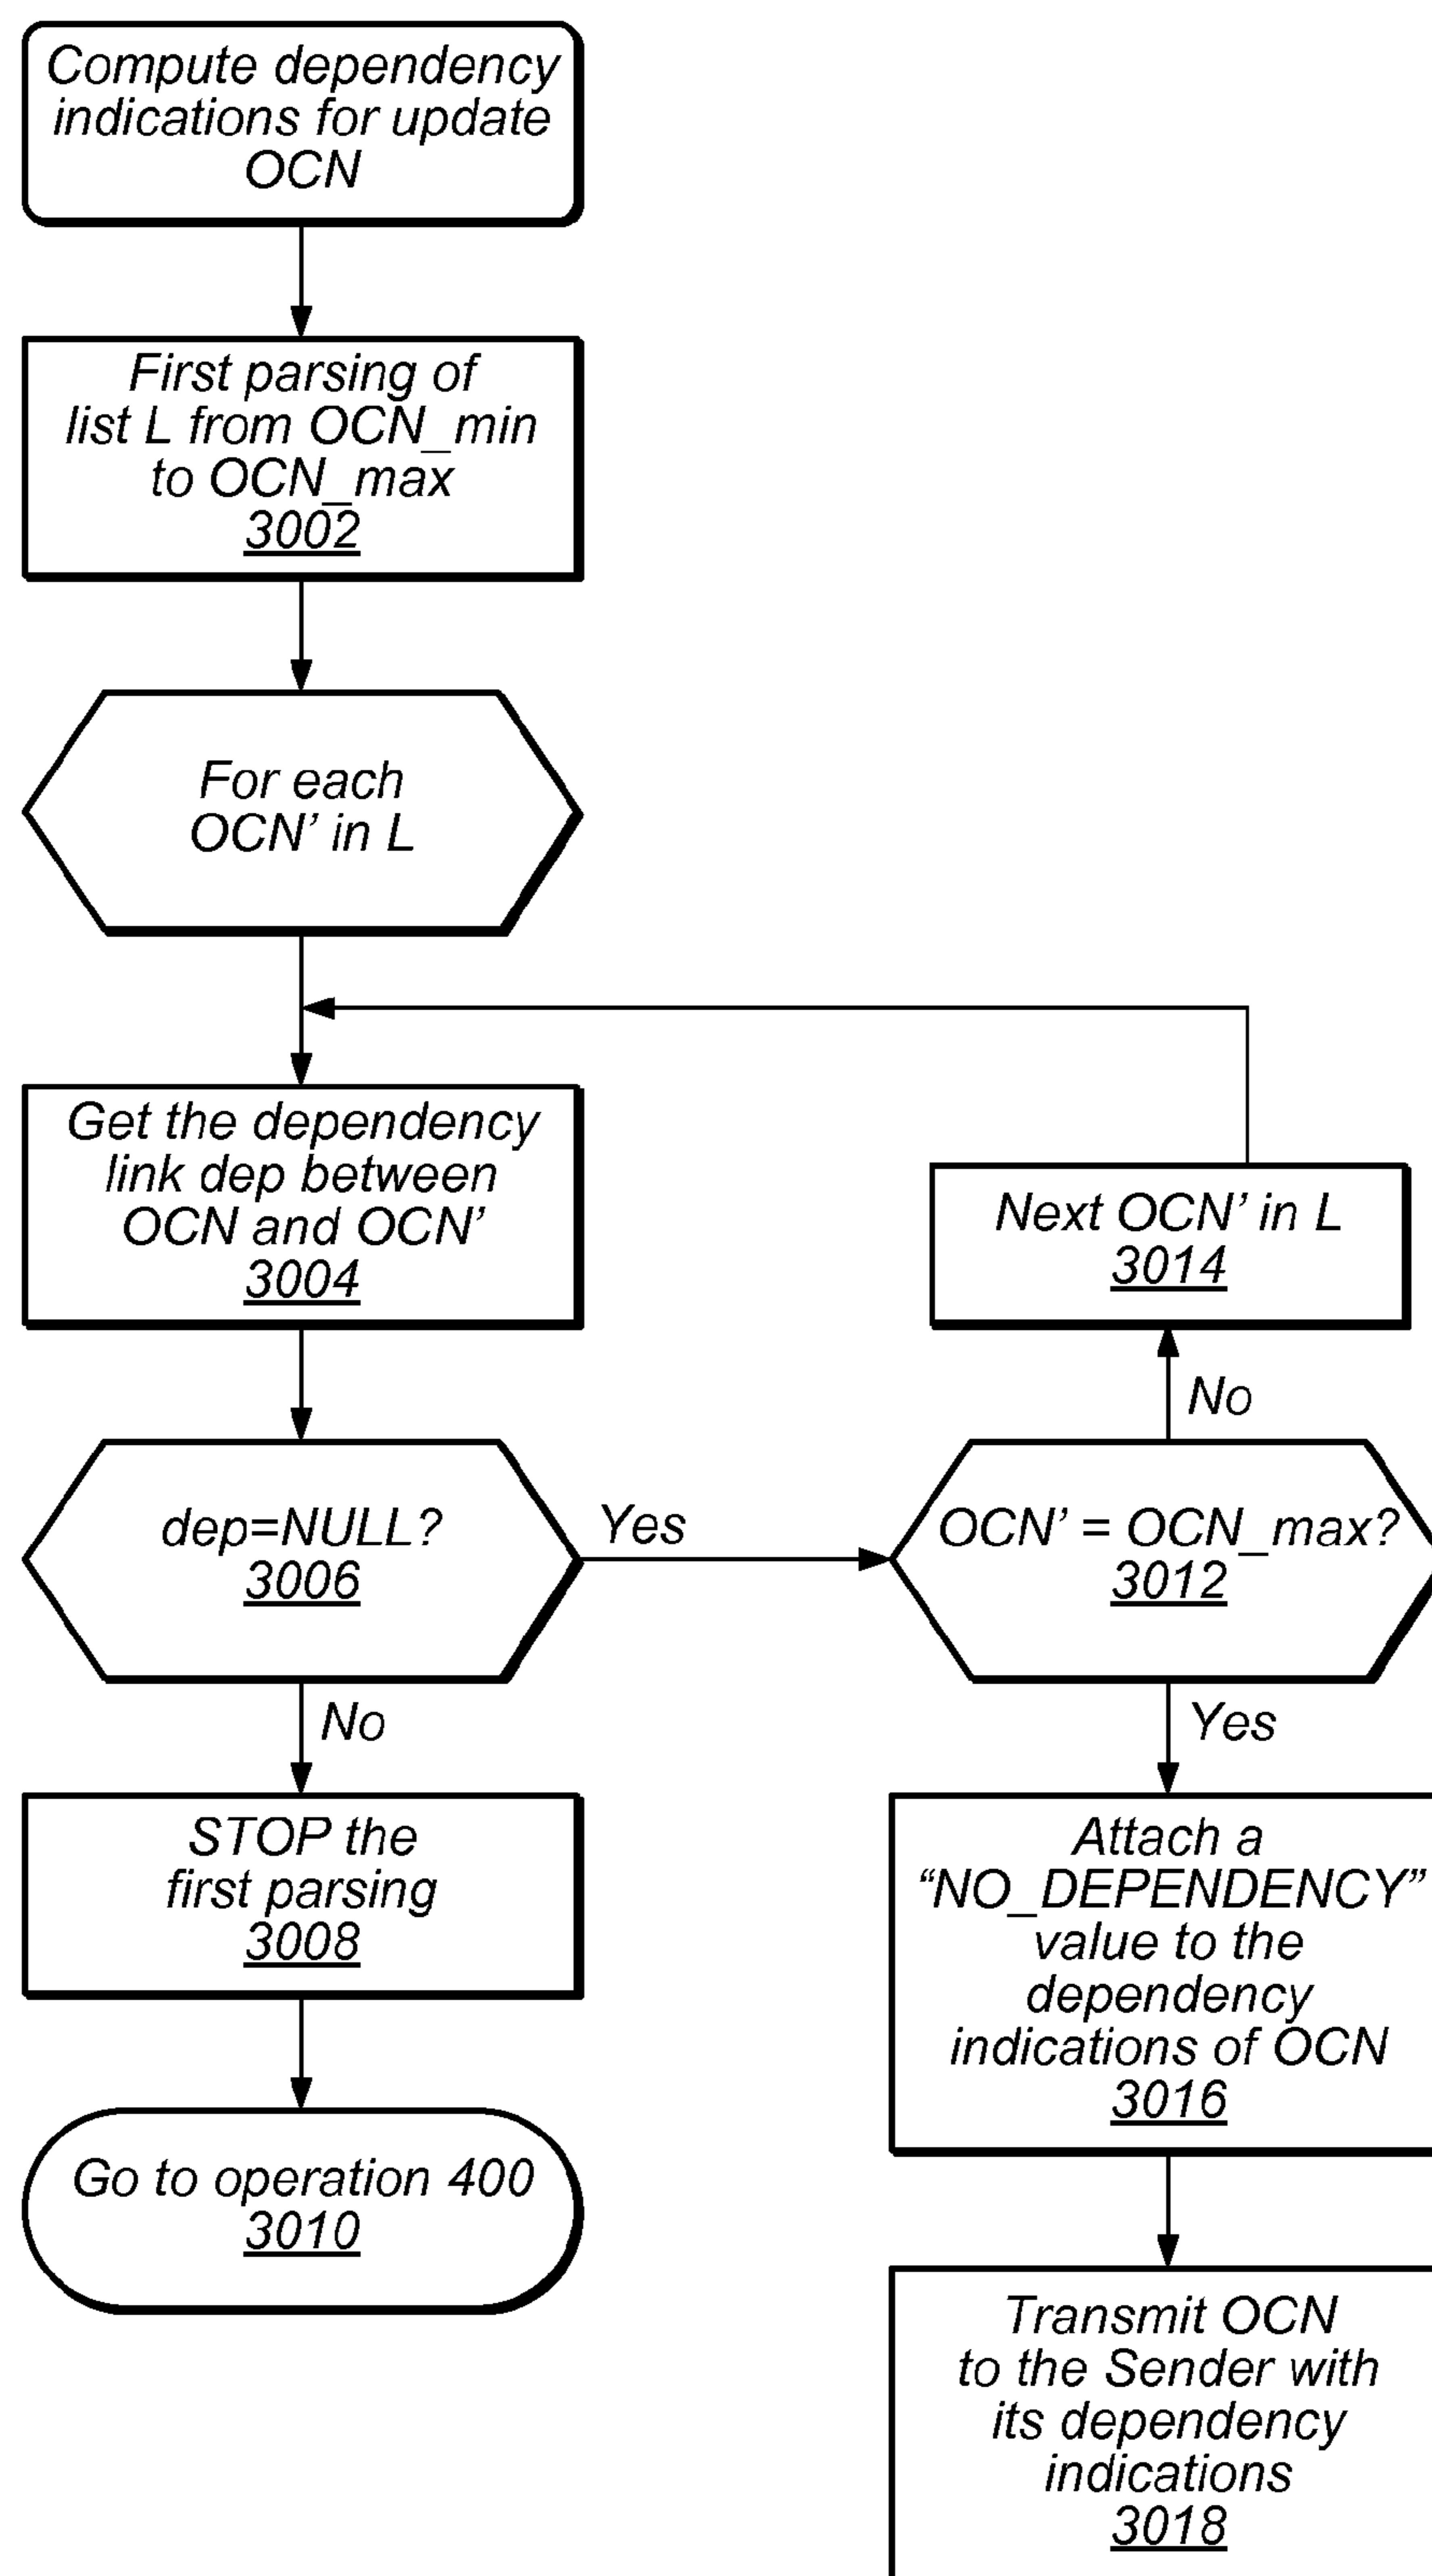 Compute dependency
indications for update
OCN
First parsing of
list L from OCN_min
to OCN_max
3002
For each
OCN’ in L
Get the dependency
link dep between
OCN and OCN’
3004
Next OCN’ in L
3014
No
dep=NULL?
3006
Yes
OCN’ = OCN_max?
3012
No
Yes
STOP the
first parsing
3008
Attach a
“NO_DEPENDENCY”
value to the
dependency
indications of OCN
3016
Go to operation 400
3010
Transmit OCN
to the Sender with
its dependency
indications
3018